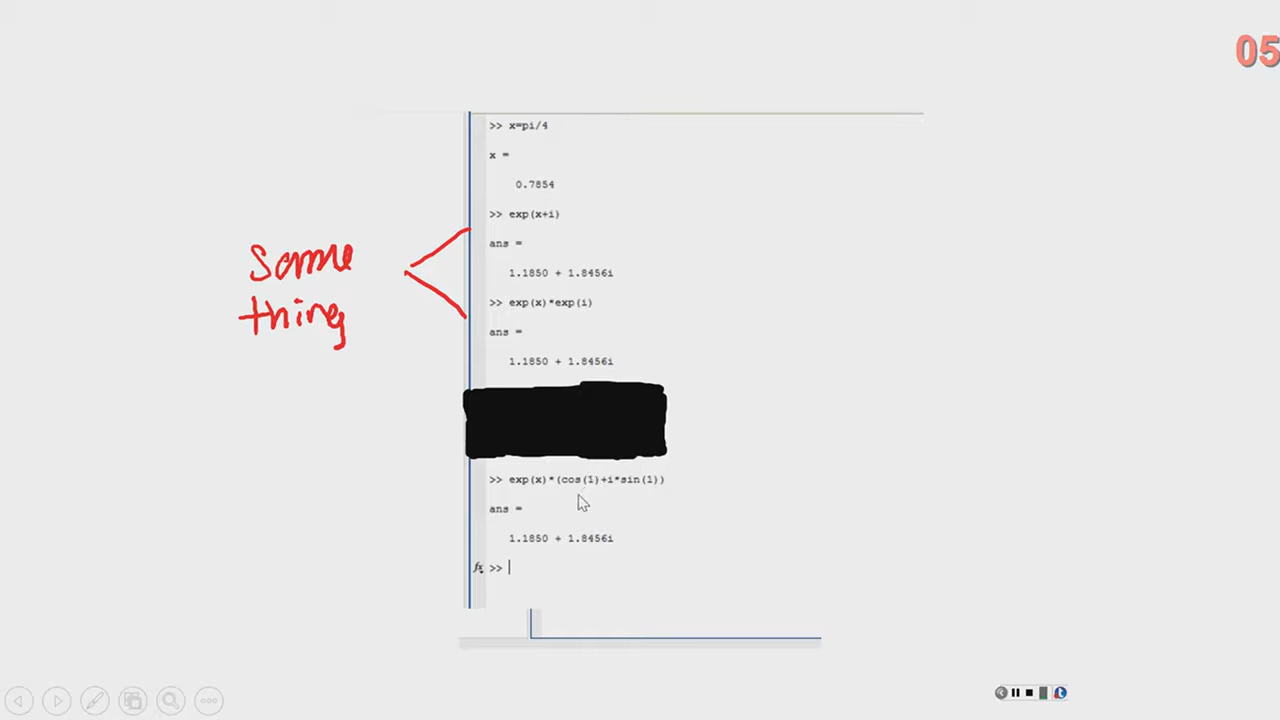 05
>> x=pi/4
x =
0.7854
>> exp(x+i)
ans =
1.1850 + 1.8456i
>> exp(x)*exp(i)
ans =
1.1850 + 1.8456i
Same
thing
>> exp(x)*(cos(1)+i*sin(1))
ans =
1.1850 + 1.8456i
fx >>